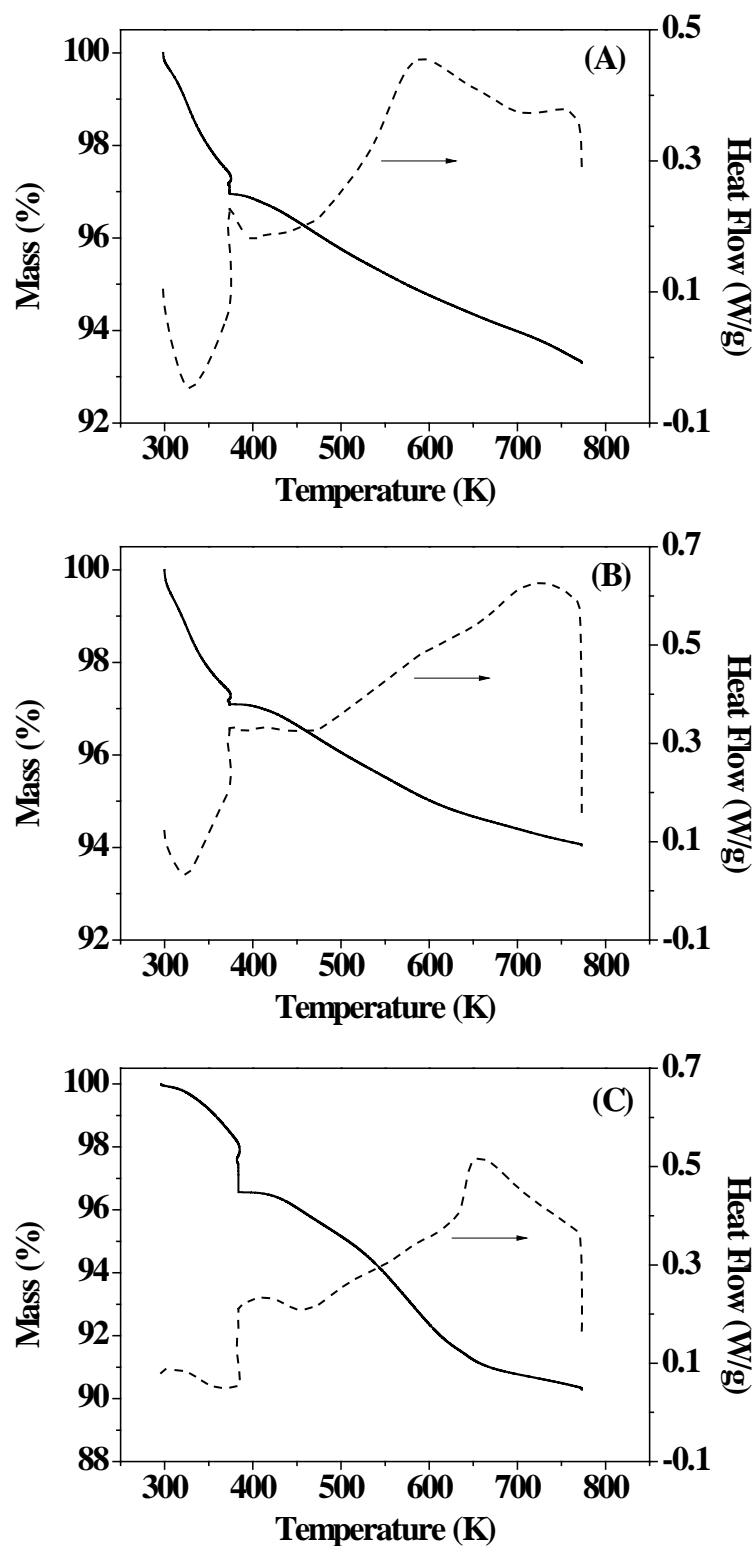 (A)
100
98
96
94
92
Mass (%)
0.5
0.3
0.1
-0.1
Heat Flow (W/g)
300 400 500 600 700 800
Temperature (K)
(B)
100
98
96
94
92
Mass (%)
0.7
0.5
0.3
0.1
-0.1
Heat Flow (W/g)
300 400 500 600 700 800
Temperature (K)
(C)
100
98
96
94
92
90
88
Mass (%)
0.7
0.5
0.3
0.1
-0.1
Heat Flow (W/g)
300 400 500 600 700 800
Temperature (K)